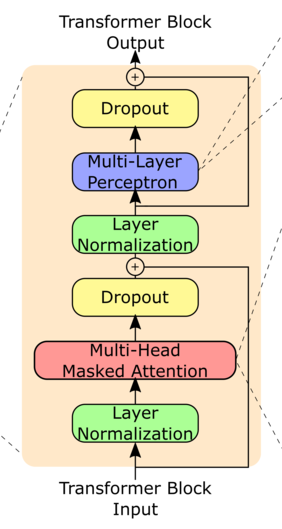 Transformer Block
Output
+
Dropout
Multi-Layer
Perceptron
Layer
Normalization
+
Dropout
Multi-Head
Masked Attention
Layer
Normalization
Transformer Block
Input